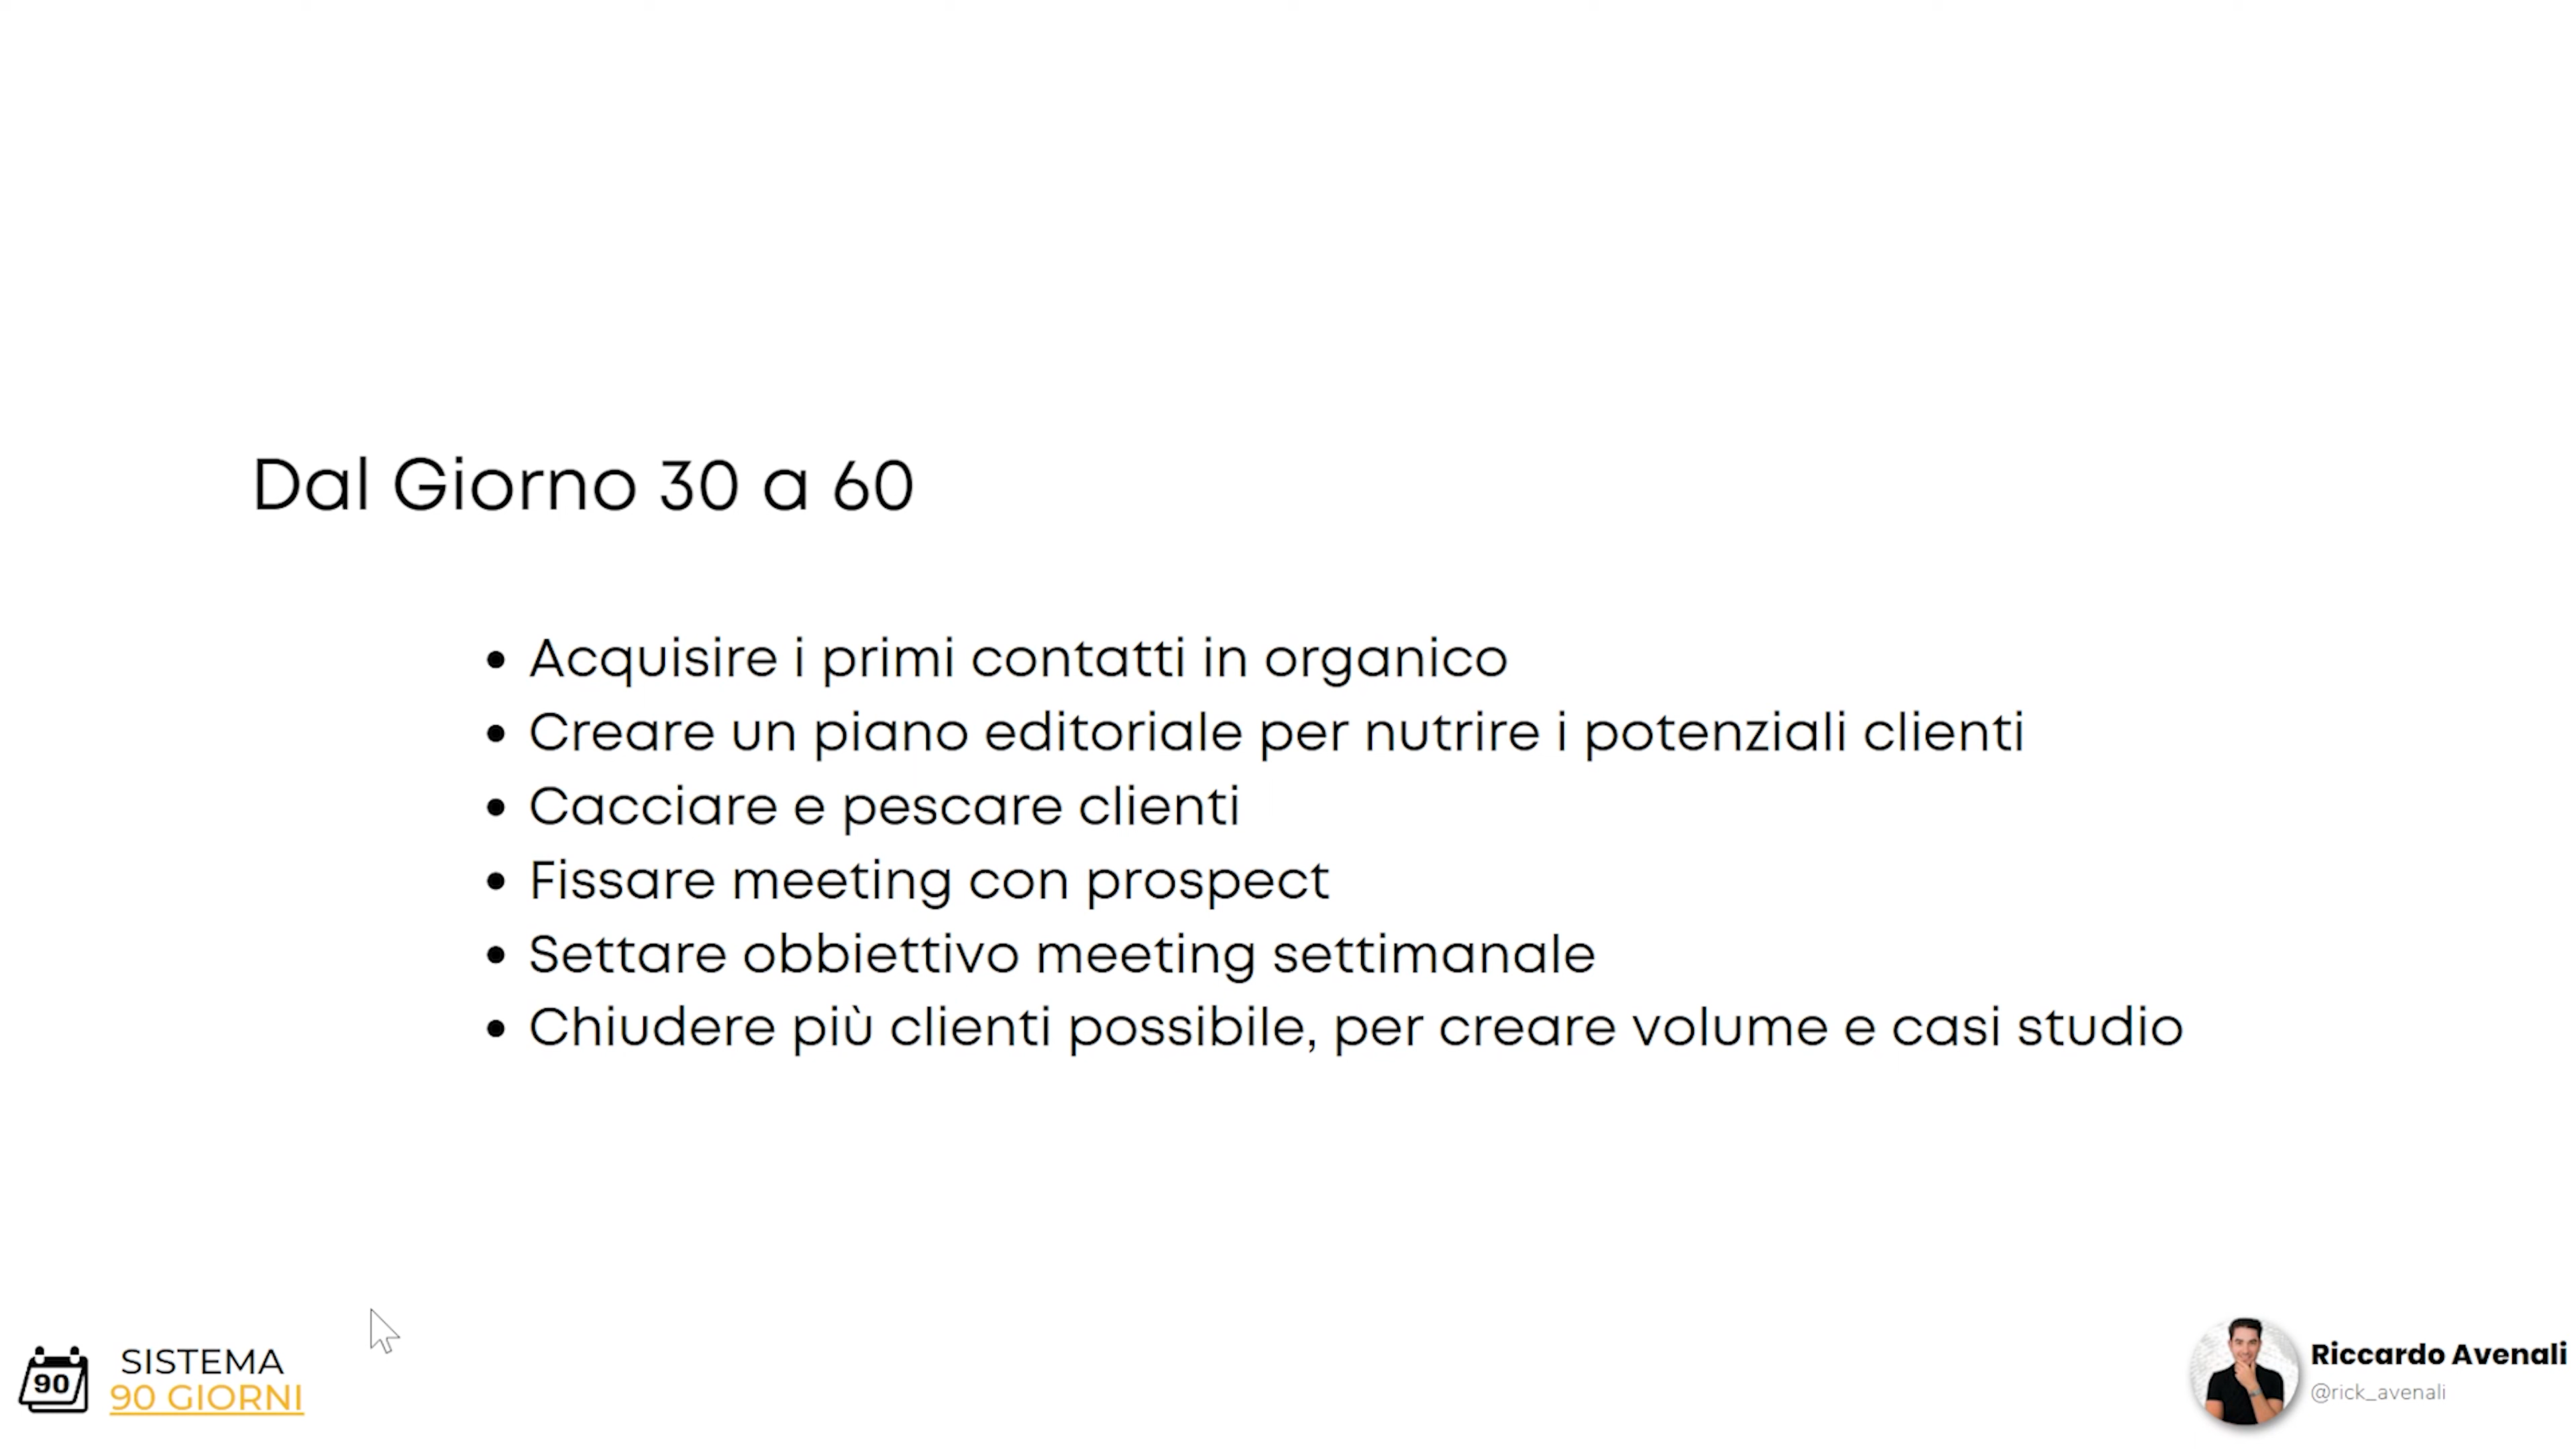 Dal Giorno 30 a 60
• Acquisire i primi contatti in organico
• Creare un piano editoriale per nutrire i potenziali clienti
• Cacciare e pescare clienti
• Fissare meeting con prospect
• Settare obbiettivo meeting settimanale
• Chiudere più clienti possibile, per creare volume e casi studio
90
SISTEMA
90 GIORNI
Riccardo Avenali
@rick_avenali